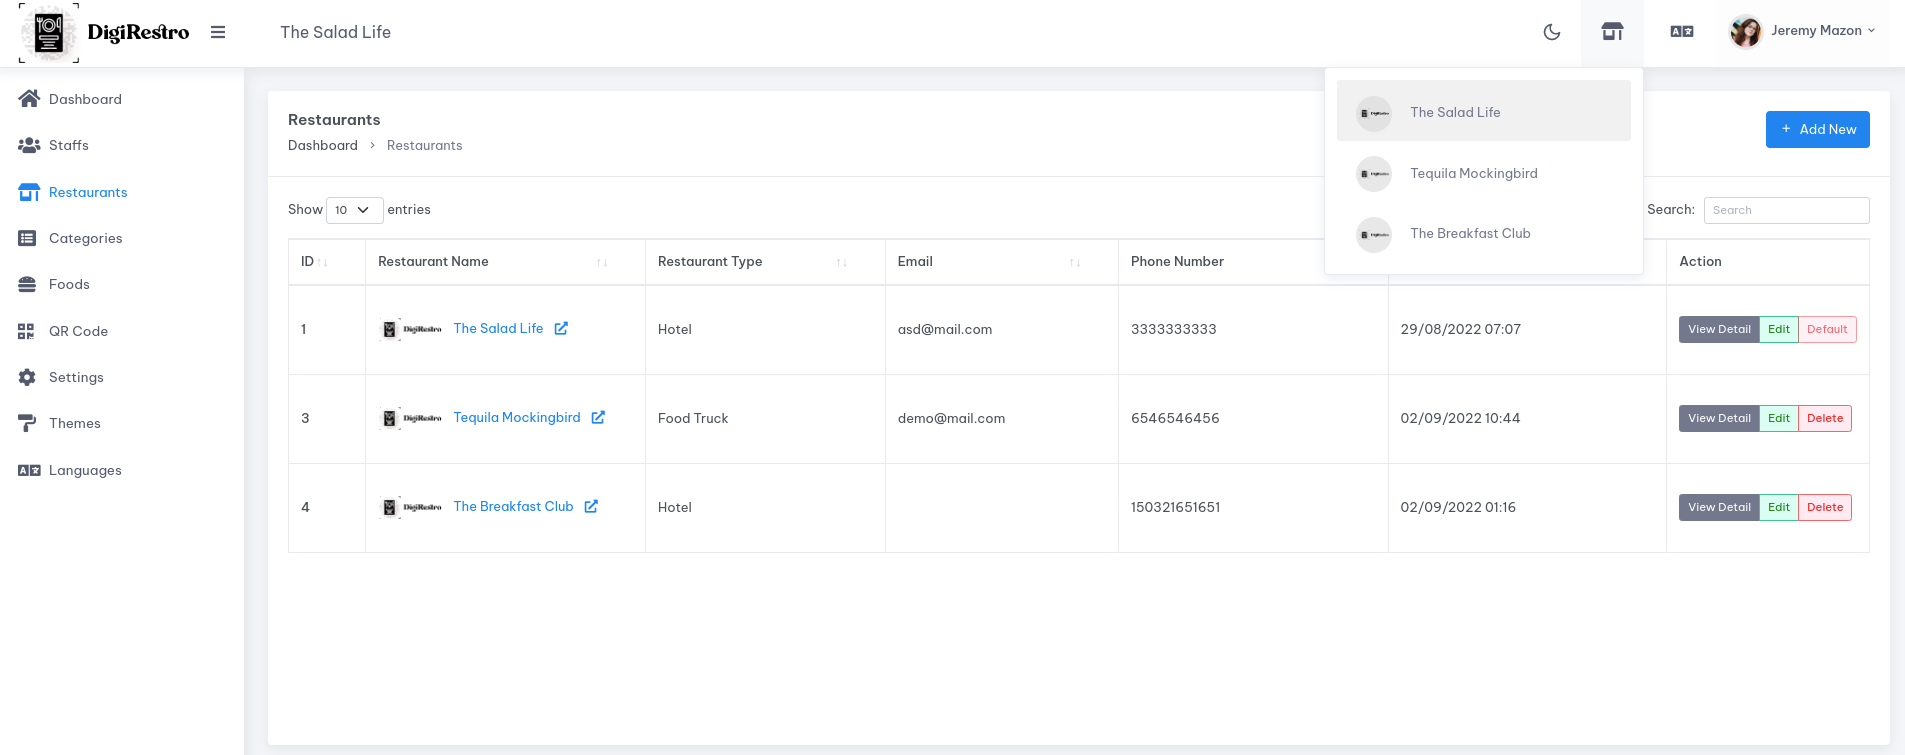 DigiRestro
The Salad Life
Jeremy Mazon
Dashboard
Staffs
Restaurants
Categories
Foods
QR Code
Settings
Themes
Languages
The Salad Life
Tequila Mockingbird
The Breakfast Club
Restaurants
Dashboard > Restaurants
+ Add New
Show 10 entries
Search: Search
ID Restaurant Name Restaurant Type Email Phone Number Action
1 DigiRestro The Salad Life Hotel asd@mail.com 3333333333 29/08/2022 07:07 View Detail Edit Default
3 DigiRestro Tequila Mockingbird Food Truck demo@mail.com 6546546456 02/09/2022 10:44 View Detail Edit Delete
4 DigiRestro The Breakfast Club Hotel 150321651651 02/09/2022 01:16 View Detail Edit Delete